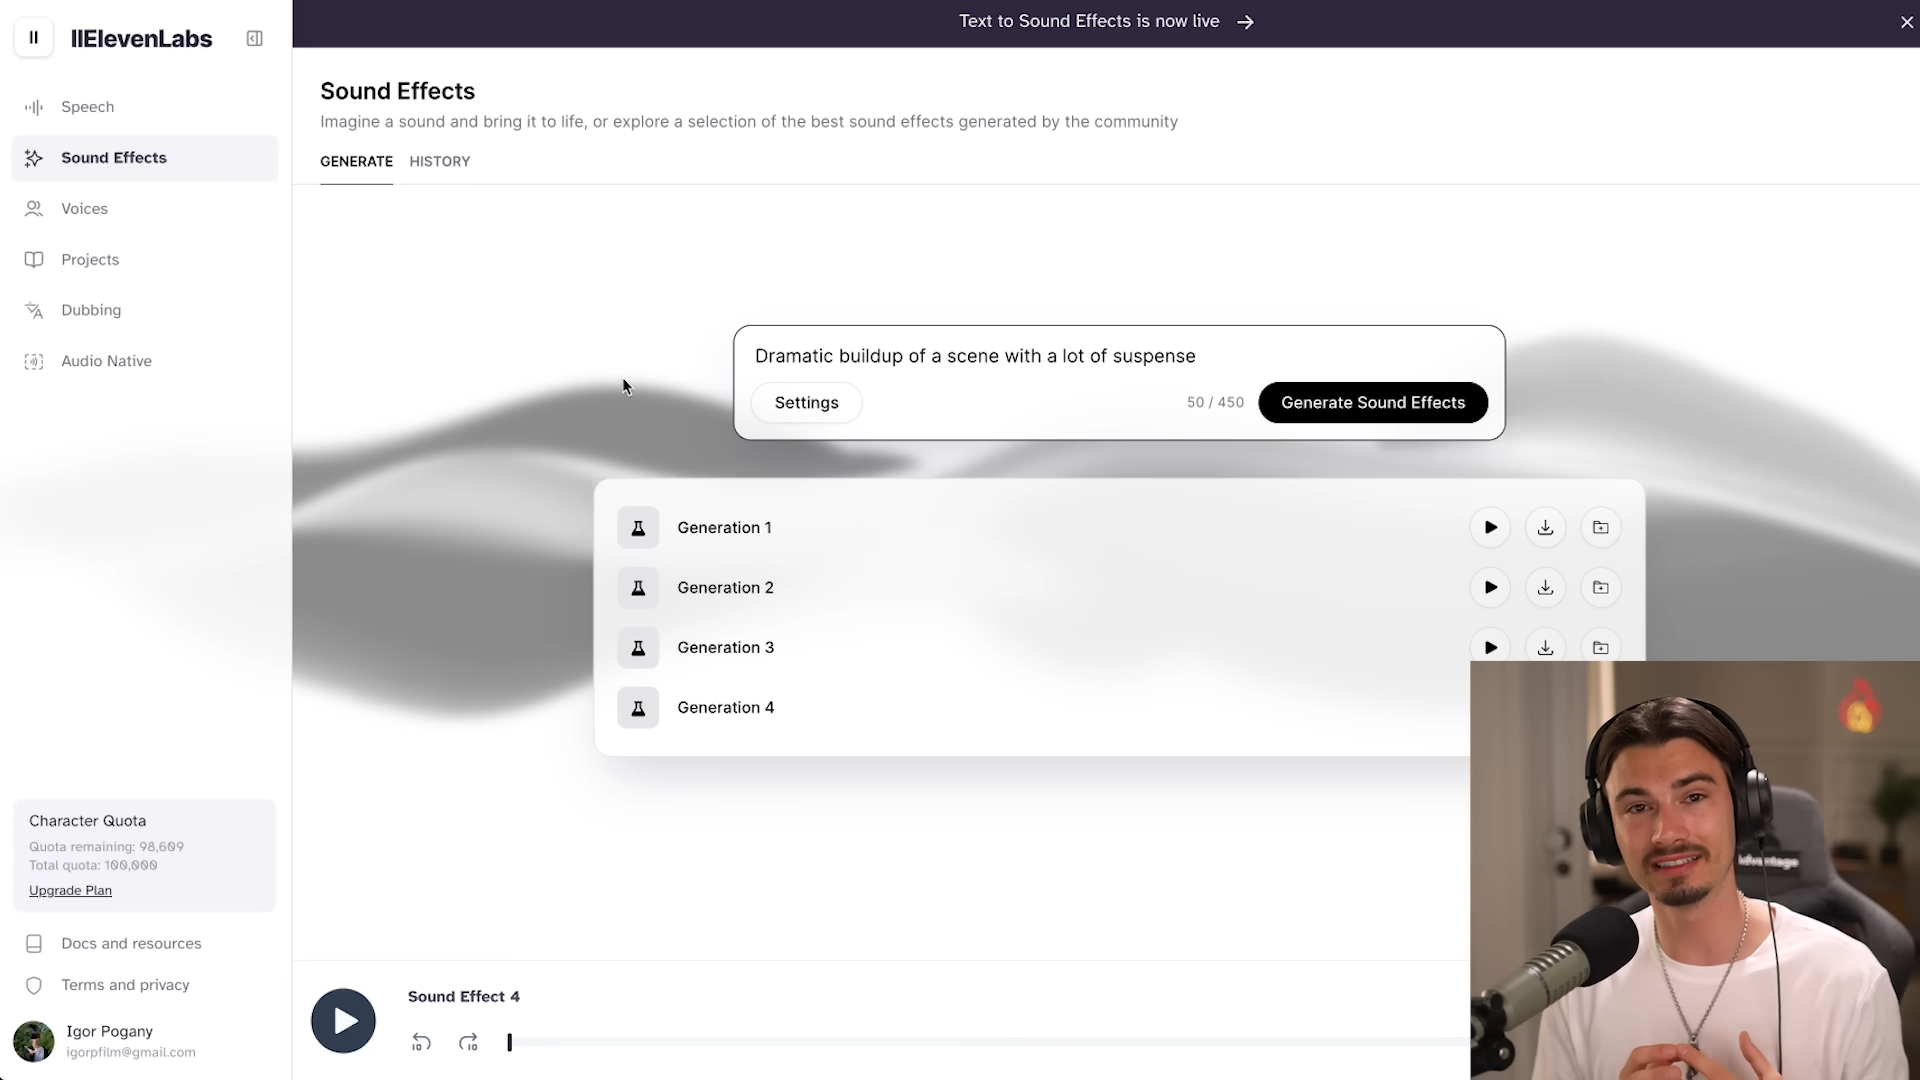 Text to Sound Effects is now live
IIElevenLabs
Speech
Sound Effects
Voices
Projects
Dubbing
Audio Native
Character Quota
Quota remaining: 98,609
Total quota: 100,000
Upgrade Plan
Docs and resources
Terms and privacy
Igor Pogany
igorpfilm@gmail.com
Sound Effects
Imagine a sound and bring it to life, or explore a selection of the best sound effects generated by the community
GENERATE HISTORY
Dramatic buildup of a scene with a lot of suspense
Settings
50 / 450
Generate Sound Effects
Generation 1
Generation 2
Generation 3
Generation 4
Sound Effect 4
10
10